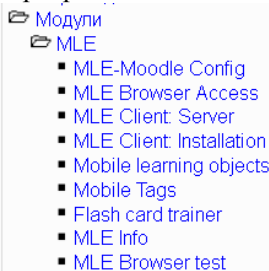 Модули
MLE
MLE-Moodle Config
MLE Browser Access
MLE Client: Server
MLE Client: Installation
Mobile learning objects
Mobile Tags
Flash card trainer
MLE Info
MLE Browser test